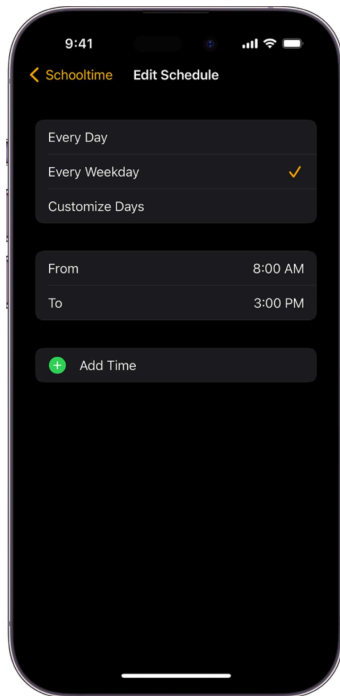 9:41
Schooltime Edit Schedule
Every Day
Every Weekday
Customize Days
From 8:00 AM
To 3:00 PM
Add Time